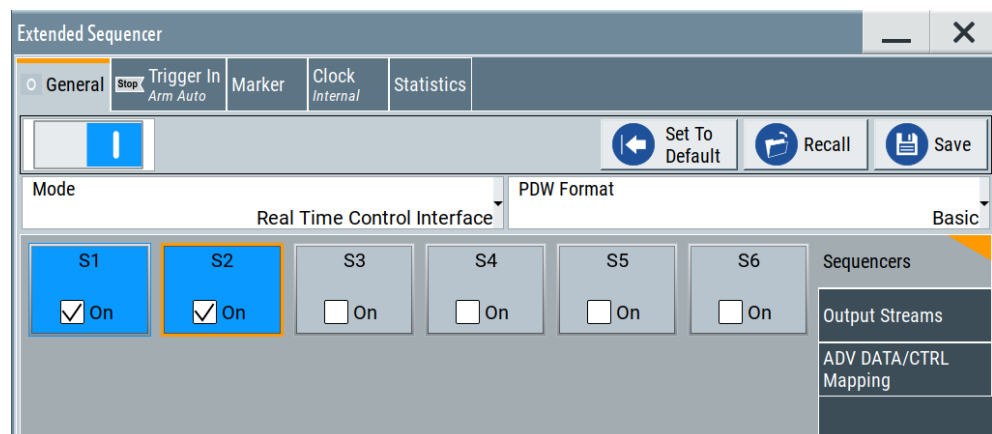 Extended Sequencer
General
Stop
Trigger In
Arm Auto
Marker
Clock
Internal
Statistics
Set To
Default
Recall
Save
Mode
Real Time Control Interface
PDW Format
Basic
S1
S2
S3
S4
S5
S6
On
On
On
On
On
On
Sequencers
Output Streams
ADV DATA/CTRL
Mapping